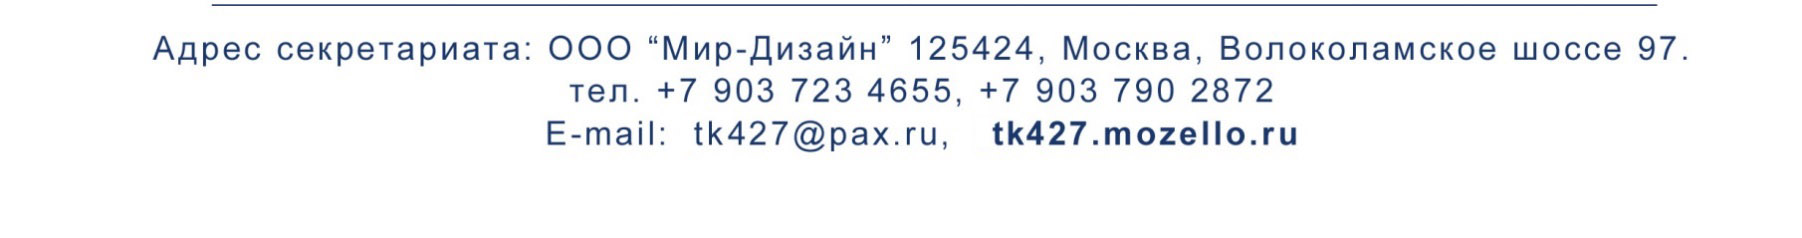 Адрес секретариата: ООО “Мир-Дизайн” 125424, Москва, Волоколамское шоссе 97.
тел. +7 903 723 4655, +7 903 790 2872
E-mail: tk427@pax.ru, tk427.mozello.ru